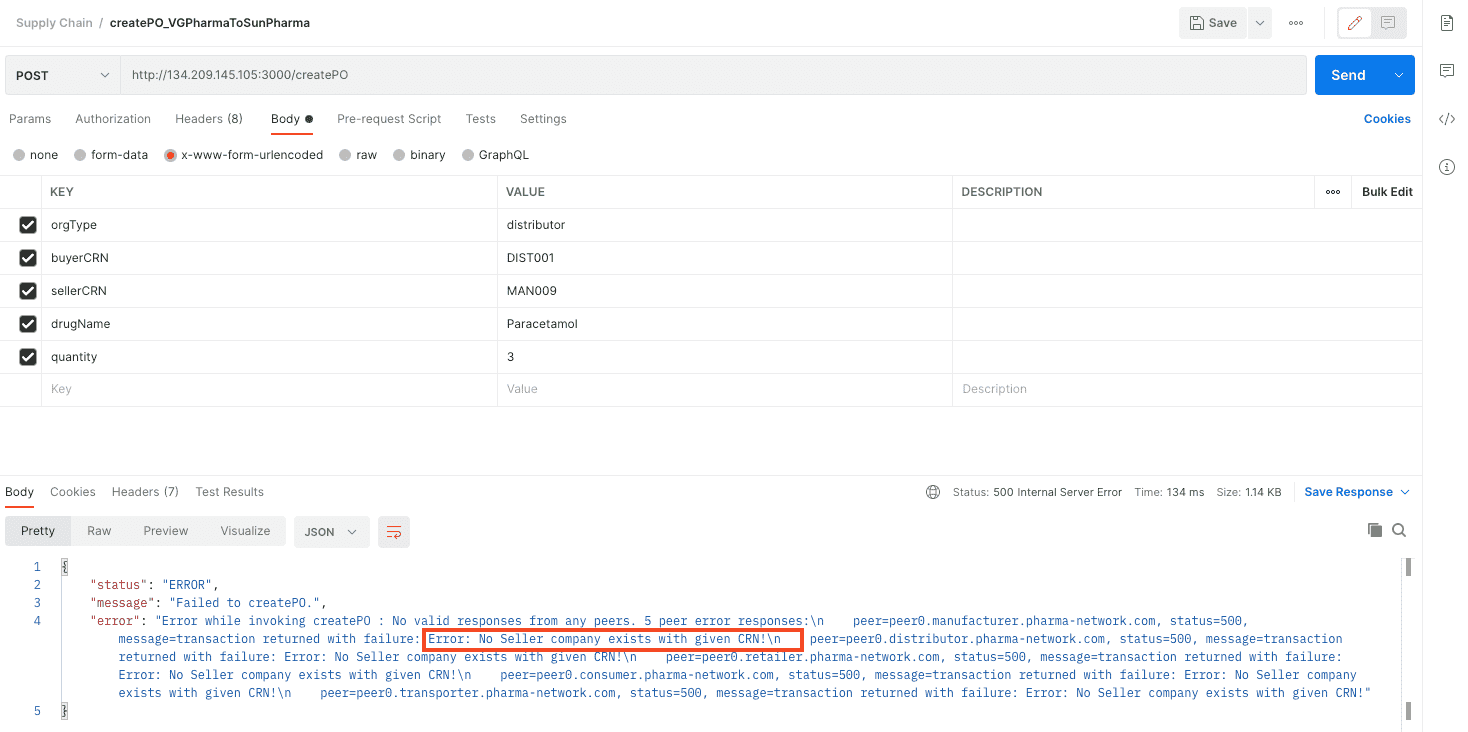 Supply Chain / createPO_VGPharmaToSunPharma
Save
POST http://134.209.145.105:3000/createPO
Send
Params Authorization Headers (8) Body Pre-request Script Tests Settings Cookies
none form-data x-www-form-urlencoded raw binary GraphQL
KEY VALUE DESCRIPTION Bulk Edit
orgType distributor
buyerCRN DIST001
sellerCRN MAN009
drugName Paracetamol
quantity 3
Key Value Description
Body Cookies Headers (7) Test Results Status: 500 Internal Server Error Time: 134 ms Size: 1.14 KB Save Response
Pretty Raw Preview Visualize JSON
1 {
2 "status": "ERROR",
3 "message": "Failed to createPO.",
4 "error": "Error while invoking createPO : No valid responses from any peers. 5 peer error responses:\n    peer=peer0.manufacturer.pharma-network.com, status=500,
message=transaction returned with failure: Error: No Seller company exists with given CRN!\n    peer=peer0.distributor.pharma-network.com, status=500, message=transaction
returned with failure: Error: No Seller company exists with given CRN!\n    peer=peer0.retailer.pharma-network.com, status=500, message=transaction returned with failure:
Error: No Seller company exists with given CRN!\n    peer=peer0.consumer.pharma-network.com, status=500, message=transaction returned with failure: Error: No Seller company
exists with given CRN!\n    peer=peer0.transporter.pharma-network.com, status=500, message=transaction returned with failure: Error: No Seller company exists with given CRN!"
5 }